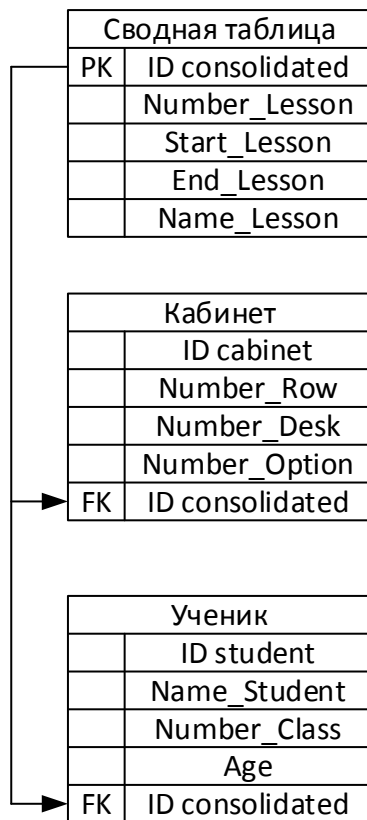 Сводная таблица
PK ID consolidated
Number_Lesson
Start_Lesson
End_Lesson
Name_Lesson
Кабинет
ID cabinet
Number_Row
Number_Desk
Number_Option
FK ID consolidated
Ученик
ID student
Name_Student
Number_Class
Age
FK ID consolidated